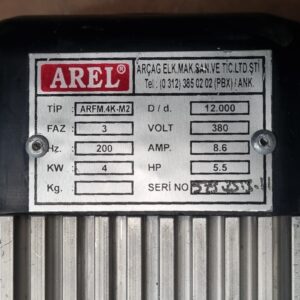 AREL®
ARÇAG ELK.MAK.SAN.VE TİC.LTD.ŞTİ
Tel.: (0 312) 385 02 02 (PBX) / ANK.
TİP ARFM.4K-M2 D / d. 12.000
FAZ 3 VOLT 380
Hz. 200 AMP. 8.6
KW 4 HP 5.5
Kg. SERİ NO